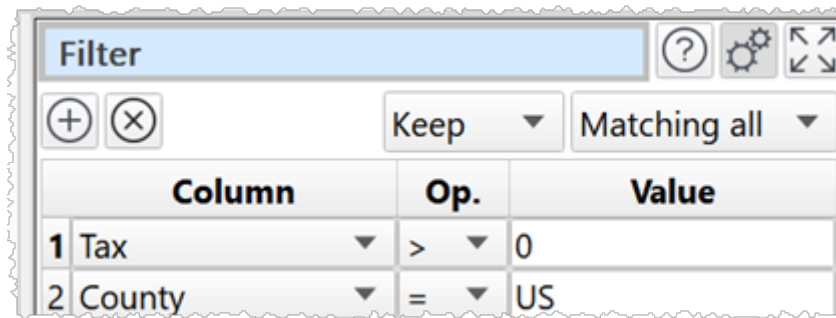 Filter
Keep Matching all
Column Op. Value
1 Tax > 0
2 County = US